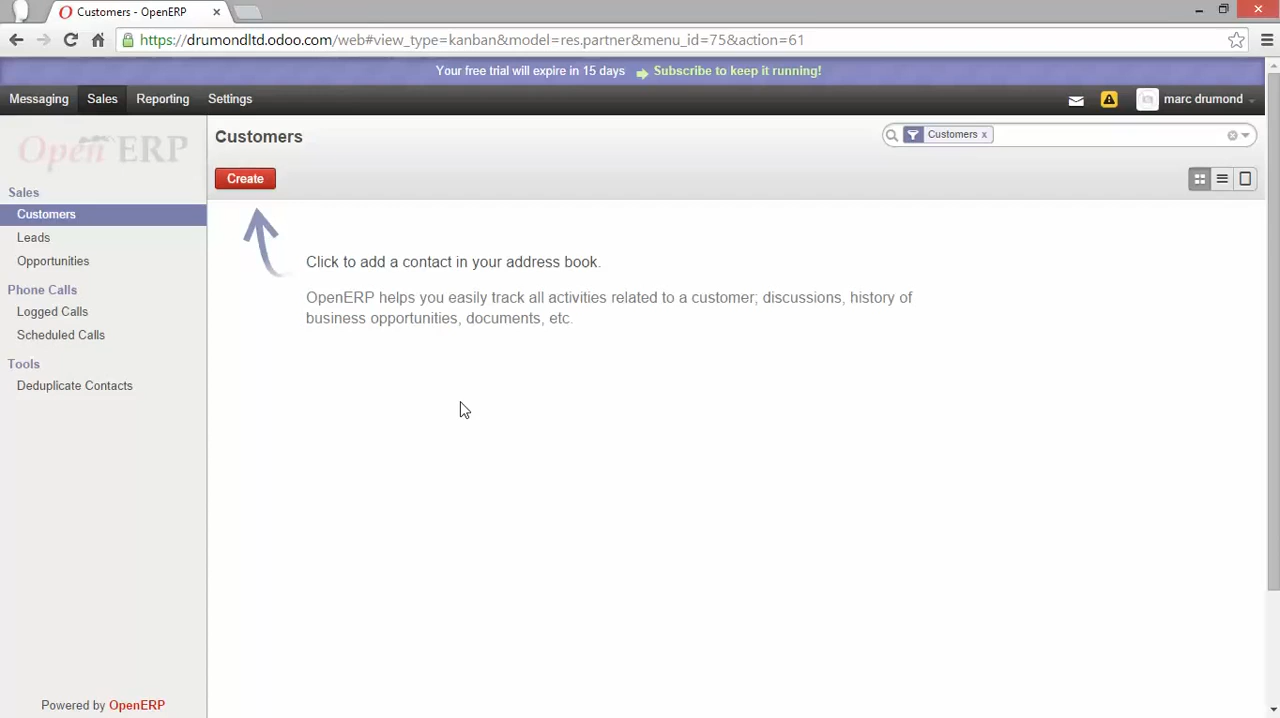 Customers - OpenERP
https://drumondltd.odoo.com/web#view_type=kanban&model=res.partner&menu_id=75&action=61
Your free trial will expire in 15 days Subscribe to keep it running!
Messaging Sales Reporting Settings marc drumond
Open ERP
Customers
Customers x
Create
Sales
Customers
Leads
Opportunities
Phone Calls
Logged Calls
Scheduled Calls
Tools
Deduplicate Contacts
Click to add a contact in your address book.
OpenERP helps you easily track all activities related to a customer; discussions, history of
business opportunities, documents, etc.
Powered by OpenERP